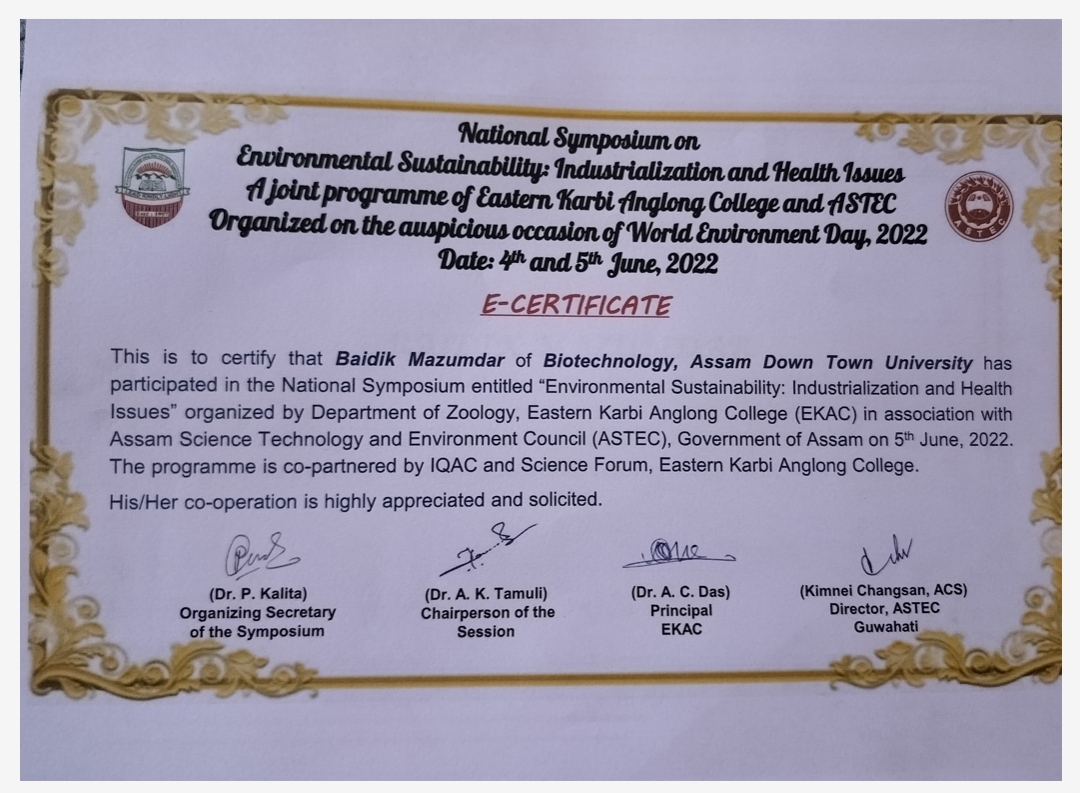 National Symposium on
Environmental Sustainability: Industrialization and Health Issues
A joint programme of Eastern Karbi Anglong College and ASTEC
Organized on the auspicious occasion of World Environment Day, 2022
Date: 4th and 5th June, 2022
ASTEC
E-CERTIFICATE
This is to certify that Baidik Mazumdar of Biotechnology, Assam Down Town University has
participated in the National Symposium entitled “Environmental Sustainability: Industrialization and Health
Issues” organized by Department of Zoology, Eastern Karbi Anglong College (EKAC) in association with
Assam Science Technology and Environment Council (ASTEC), Government of Assam on 5th June, 2022.
The programme is co-partnered by IQAC and Science Forum, Eastern Karbi Anglong College.
His/Her co-operation is highly appreciated and solicited.
(Dr. P. Kalita)
Organizing Secretary
of the Symposium
(Dr. A. K. Tamuli)
Chairperson of the
Session
(Dr. A. C. Das)
Principal
EKAC
(Kimnei Changsan, ACS)
Director, ASTEC
Guwahati